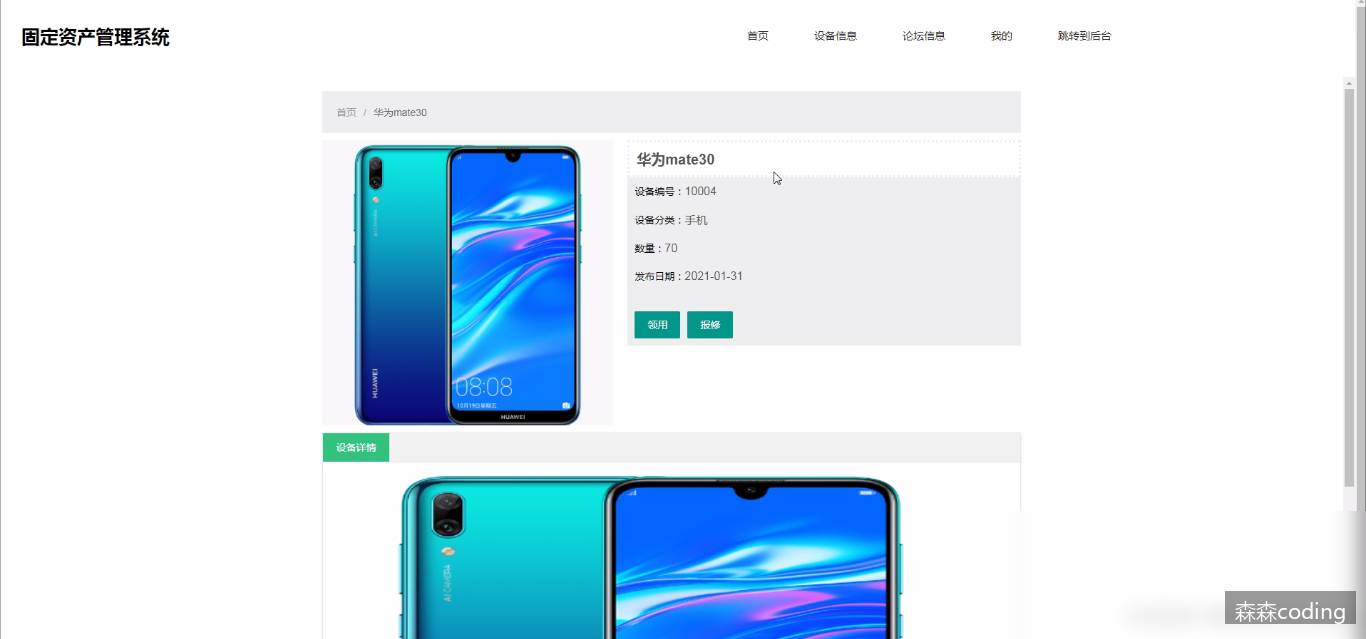 固定资产管理系统
首页 设备信息 论坛信息 我的 跳转到后台
首页 / 华为mate30
华为mate30
设备编号：10004
设备分类：手机
数量：70
发布日期：2021-01-31
领用 报修
HUAWEI
08:08
HUAWEI
设备详情
AI CAMERA
森森coding